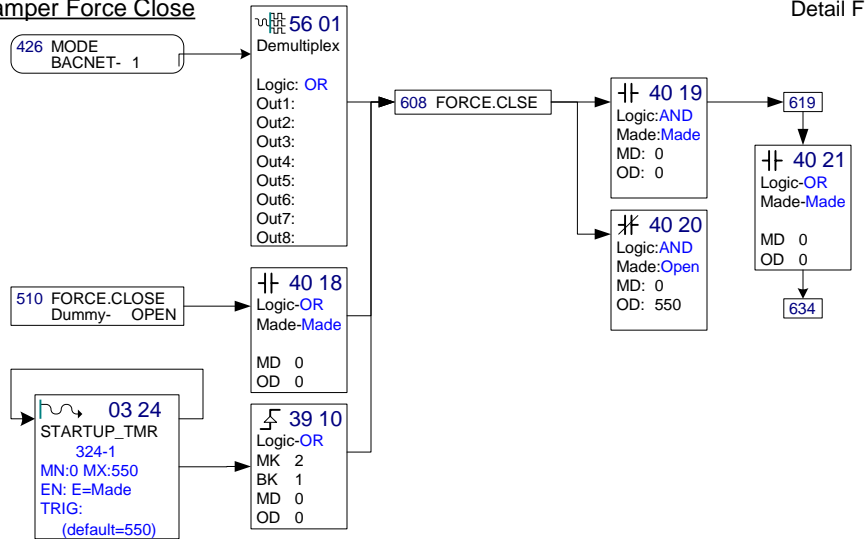 amper Force Close
Detail F
426 MODE
BACNET- 1
56 01
Demultiplex
Logic: OR
Out1:
Out2:
Out3:
Out4:
Out5:
Out6:
Out7:
Out8:
608 FORCE.CLSE
40 19
Logic:AND
Made:Made
MD: 0
OD: 0
619
40 21
Logic-OR
Made-Made
MD 0
OD 0
634
40 20
Logic:AND
Made:Open
MD: 0
OD: 550
510 FORCE.CLOSE
Dummy- OPEN
40 18
Logic-OR
Made-Made
MD 0
OD 0
03 24
STARTUP_TMR
324-1
MN:0 MX:550
EN: E=Made
TRIG:
(default=550)
39 10
Logic-OR
MK 2
BK 1
MD 0
OD 0